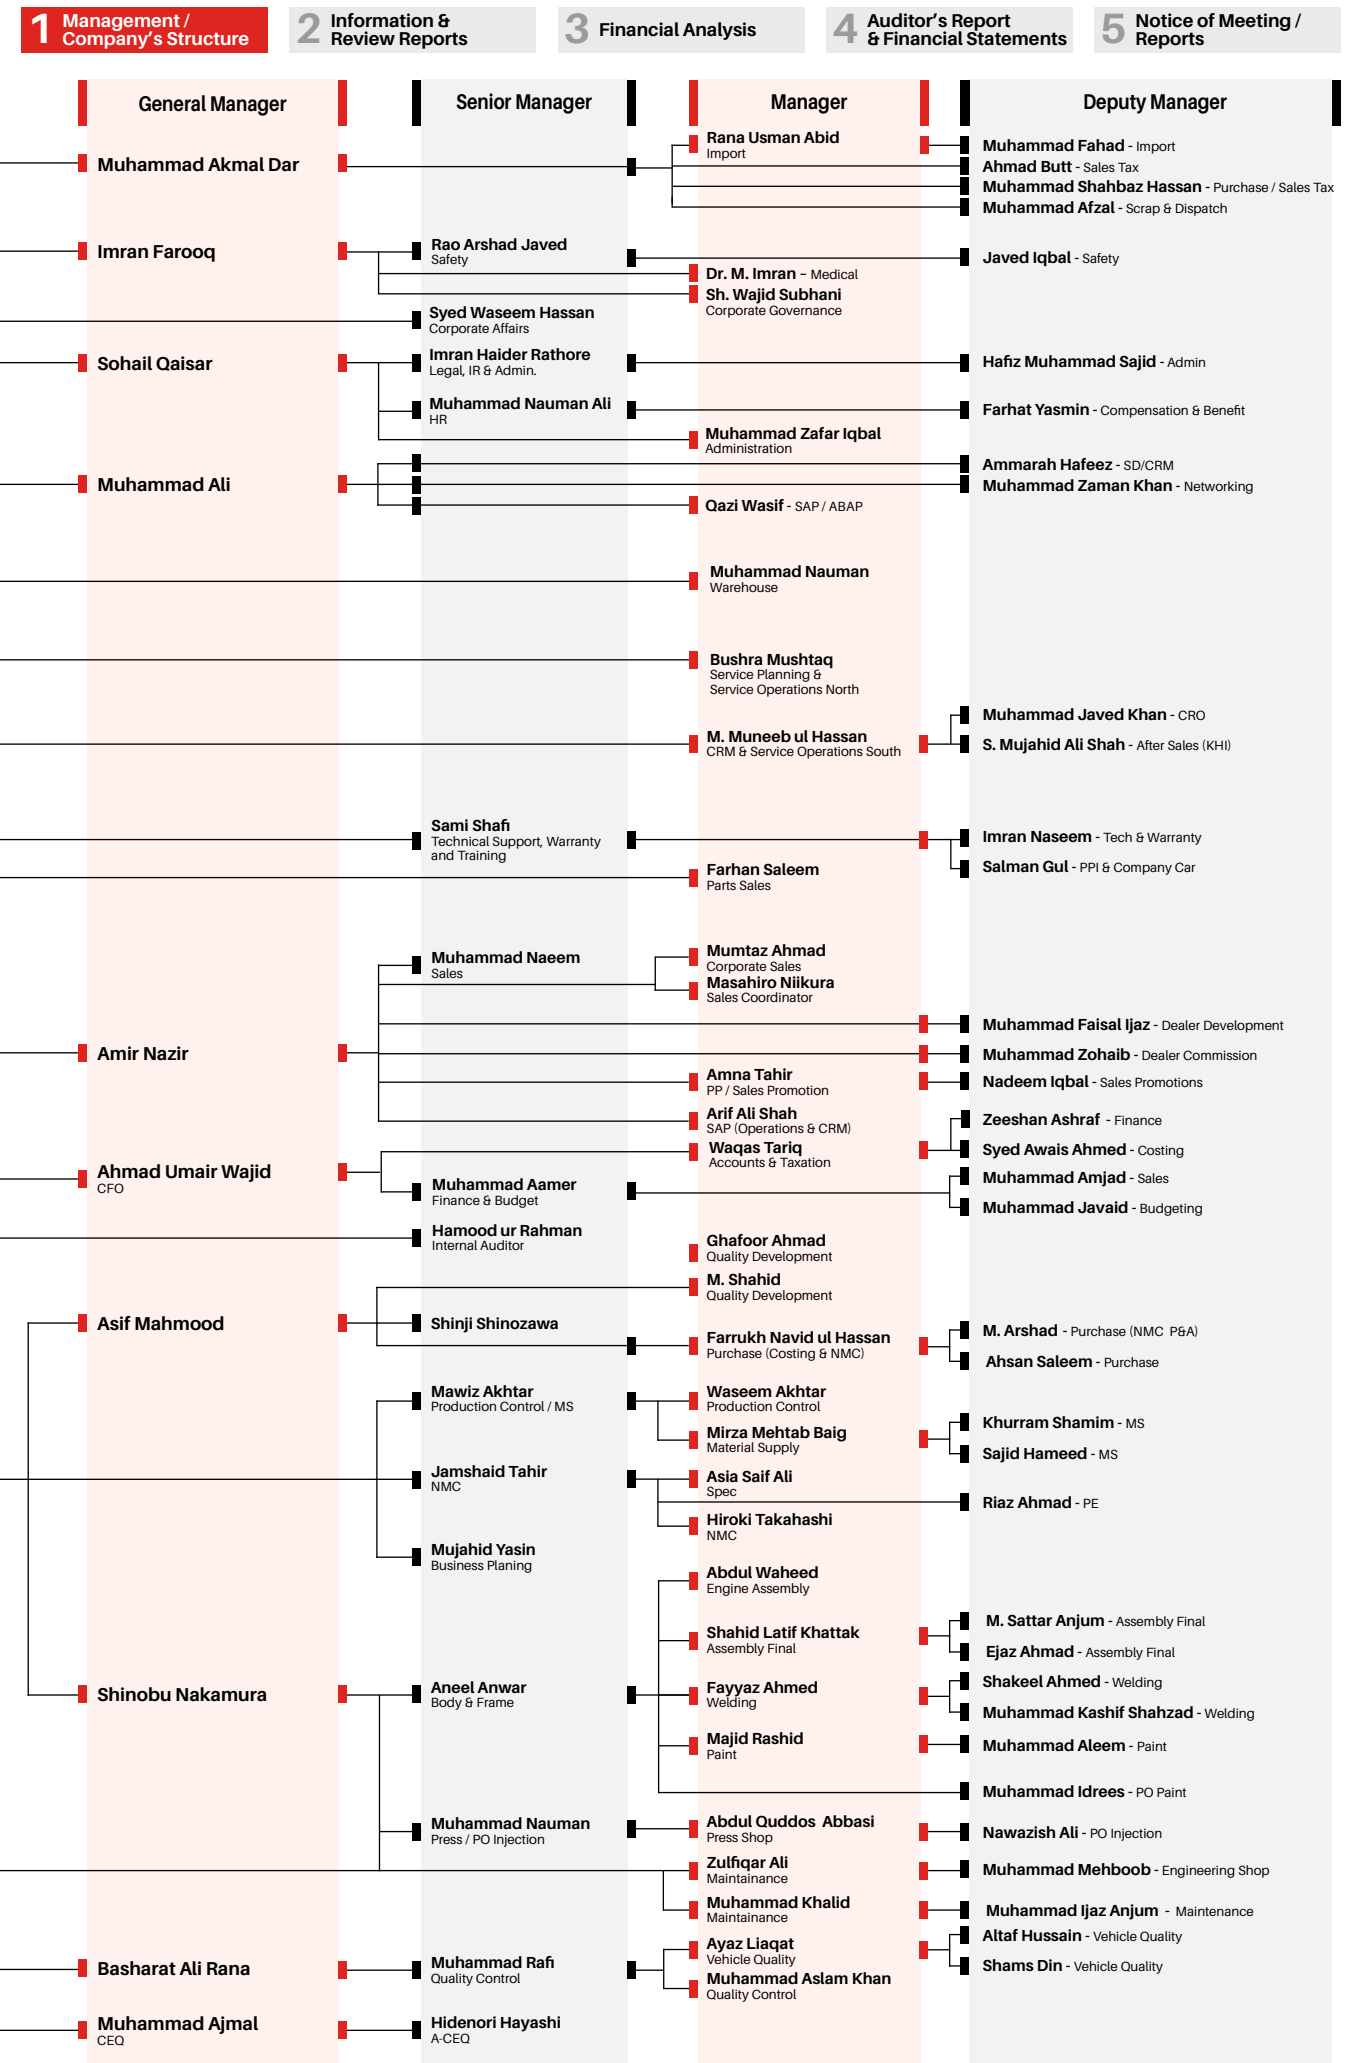 1 Management /
Company's Structure
2 Information &
Review Reports
3 Financial Analysis
4 Auditor's Report
& Financial Statements
5 Notice of Meeting /
Reports
General Manager
Senior Manager
Manager
Deputy Manager
Muhammad Akmal Dar
Rana Usman Abid
Import
Muhammad Fahad - Import
Ahmad Butt - Sales Tax
Muhammad Shahbaz Hassan - Purchase / Sales Tax
Muhammad Afzal - Scrap & Dispatch
Imran Farooq
Rao Arshad Javed
Safety
Javed Iqbal - Safety
Dr. M. Imran – Medical
Sh. Wajid Subhani
Corporate Governance
Syed Waseem Hassan
Corporate Affairs
Sohail Qaisar
Imran Haider Rathore
Legal, IR & Admin.
Hafiz Muhammad Sajid - Admin
Muhammad Nauman Ali
HR
Farhat Yasmin - Compensation & Benefit
Muhammad Zafar Iqbal
Administration
Muhammad Ali
Ammarah Hafeez - SD/CRM
Muhammad Zaman Khan - Networking
Qazi Wasif - SAP / ABAP
Muhammad Nauman
Warehouse
Bushra Mushtaq
Service Planning &
Service Operations North
M. Muneeb ul Hassan
CRM & Service Operations South
Muhammad Javed Khan - CRO
S. Mujahid Ali Shah - After Sales (KHI)
Sami Shafi
Technical Support, Warranty
and Training
Imran Naseem - Tech & Warranty
Salman Gul - PPI & Company Car
Farhan Saleem
Parts Sales
Muhammad Naeem
Sales
Mumtaz Ahmad
Corporate Sales
Masahiro Niikura
Sales Coordinator
Muhammad Faisal Ijaz - Dealer Development
Amir Nazir
Muhammad Zohaib - Dealer Commission
Amna Tahir
PP / Sales Promotion
Nadeem Iqbal - Sales Promotions
Arif Ali Shah
SAP (Operations & CRM)
Zeeshan Ashraf - Finance
Waqas Tariq
Accounts & Taxation
Syed Awais Ahmed - Costing
Ahmad Umair Wajid
CFO
Muhammad Aamer
Finance & Budget
Muhammad Amjad - Sales
Muhammad Javaid - Budgeting
Hamood ur Rahman
Internal Auditor
Ghafoor Ahmad
Quality Development
M. Shahid
Quality Development
Asif Mahmood
Shinji Shinozawa
Farrukh Navid ul Hassan
Purchase (Costing & NMC)
M. Arshad - Purchase (NMC P&A)
Ahsan Saleem - Purchase
Mawiz Akhtar
Production Control / MS
Waseem Akhtar
Production Control
Mirza Mehtab Baig
Material Supply
Khurram Shamim - MS
Sajid Hameed - MS
Jamshaid Tahir
NMC
Asia Saif Ali
Spec
Riaz Ahmad - PE
Hiroki Takahashi
NMC
Mujahid Yasin
Business Planing
Abdul Waheed
Engine Assembly
Shahid Latif Khattak
Assembly Final
M. Sattar Anjum - Assembly Final
Ejaz Ahmad - Assembly Final
Shinobu Nakamura
Aneel Anwar
Body & Frame
Fayyaz Ahmed
Welding
Shakeel Ahmed - Welding
Muhammad Kashif Shahzad - Welding
Majid Rashid
Paint
Muhammad Aleem - Paint
Muhammad Idrees - PO Paint
Muhammad Nauman
Press / PO Injection
Abdul Quddos Abbasi
Press Shop
Nawazish Ali - PO Injection
Zulfiqar Ali
Maintainance
Muhammad Mehboob - Engineering Shop
Muhammad Khalid
Maintainance
Muhammad Ijaz Anjum - Maintenance
Basharat Ali Rana
Muhammad Rafi
Quality Control
Ayaz Liaqat
Vehicle Quality
Altaf Hussain - Vehicle Quality
Shams Din - Vehicle Quality
Muhammad Aslam Khan
Quality Control
Muhammad Ajmal
CEQ
Hidenori Hayashi
A-CEQ